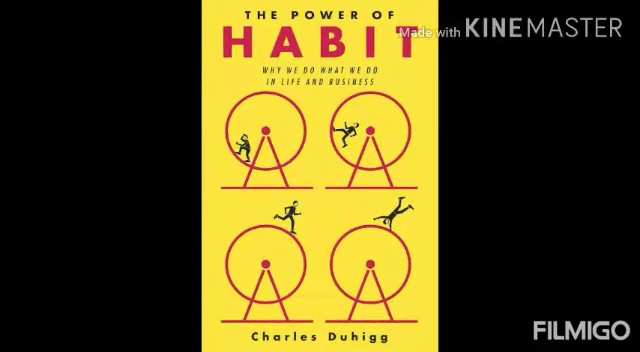 THE POWER OF
HABIT
WHY WE DO WHAT WE DO
IN LIFE AND BUSINESS
Charles Duhigg
Made with KINEMASTER
FILMIGO